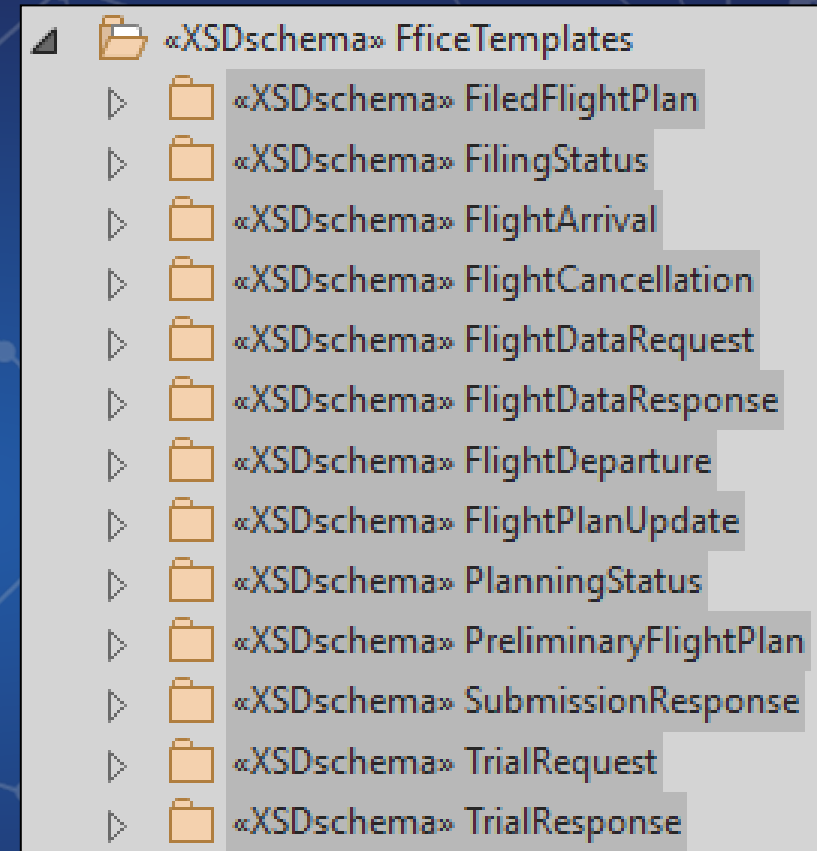 «XSDschema» FficeTemplates
«XSDschema» FiledFlightPlan
«XSDschema» FilingStatus
«XSDschema» FlightArrival
«XSDschema» FlightCancellation
«XSDschema» FlightDataRequest
«XSDschema» FlightDataResponse
«XSDschema» FlightDeparture
«XSDschema» FlightPlanUpdate
«XSDschema» PlanningStatus
«XSDschema» PreliminaryFlightPlan
«XSDschema» SubmissionResponse
«XSDschema» TrialRequest
«XSDschema» TrialResponse